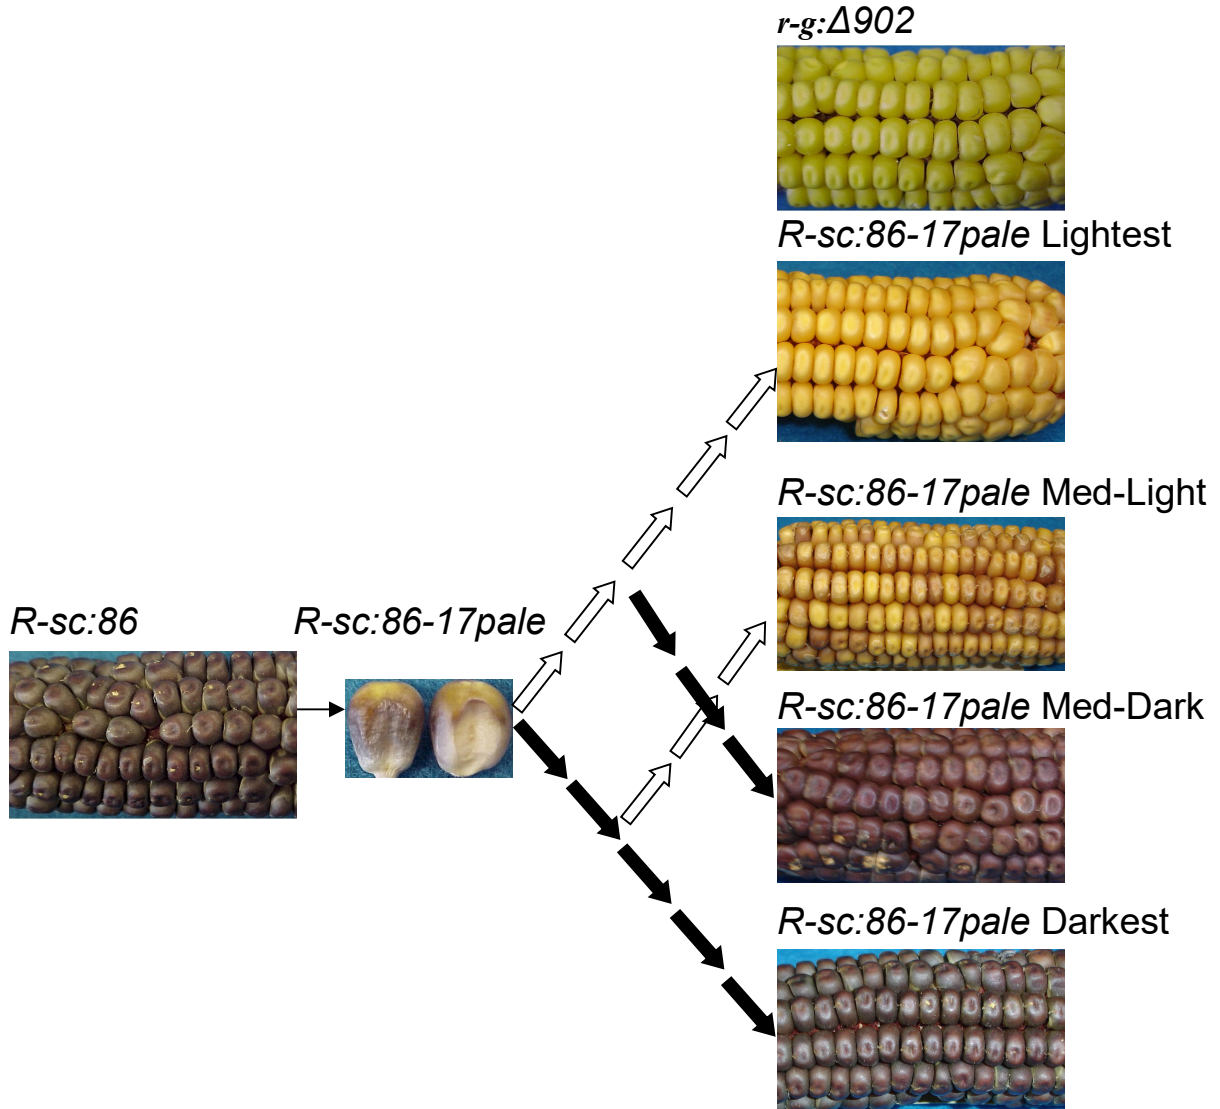 r-g:Δ902
R-sc:86-17pale Lightest
R-sc:86-17pale Med-Light
R-sc:86
R-sc:86-17pale
R-sc:86-17pale Med-Dark
R-sc:86-17pale Darkest